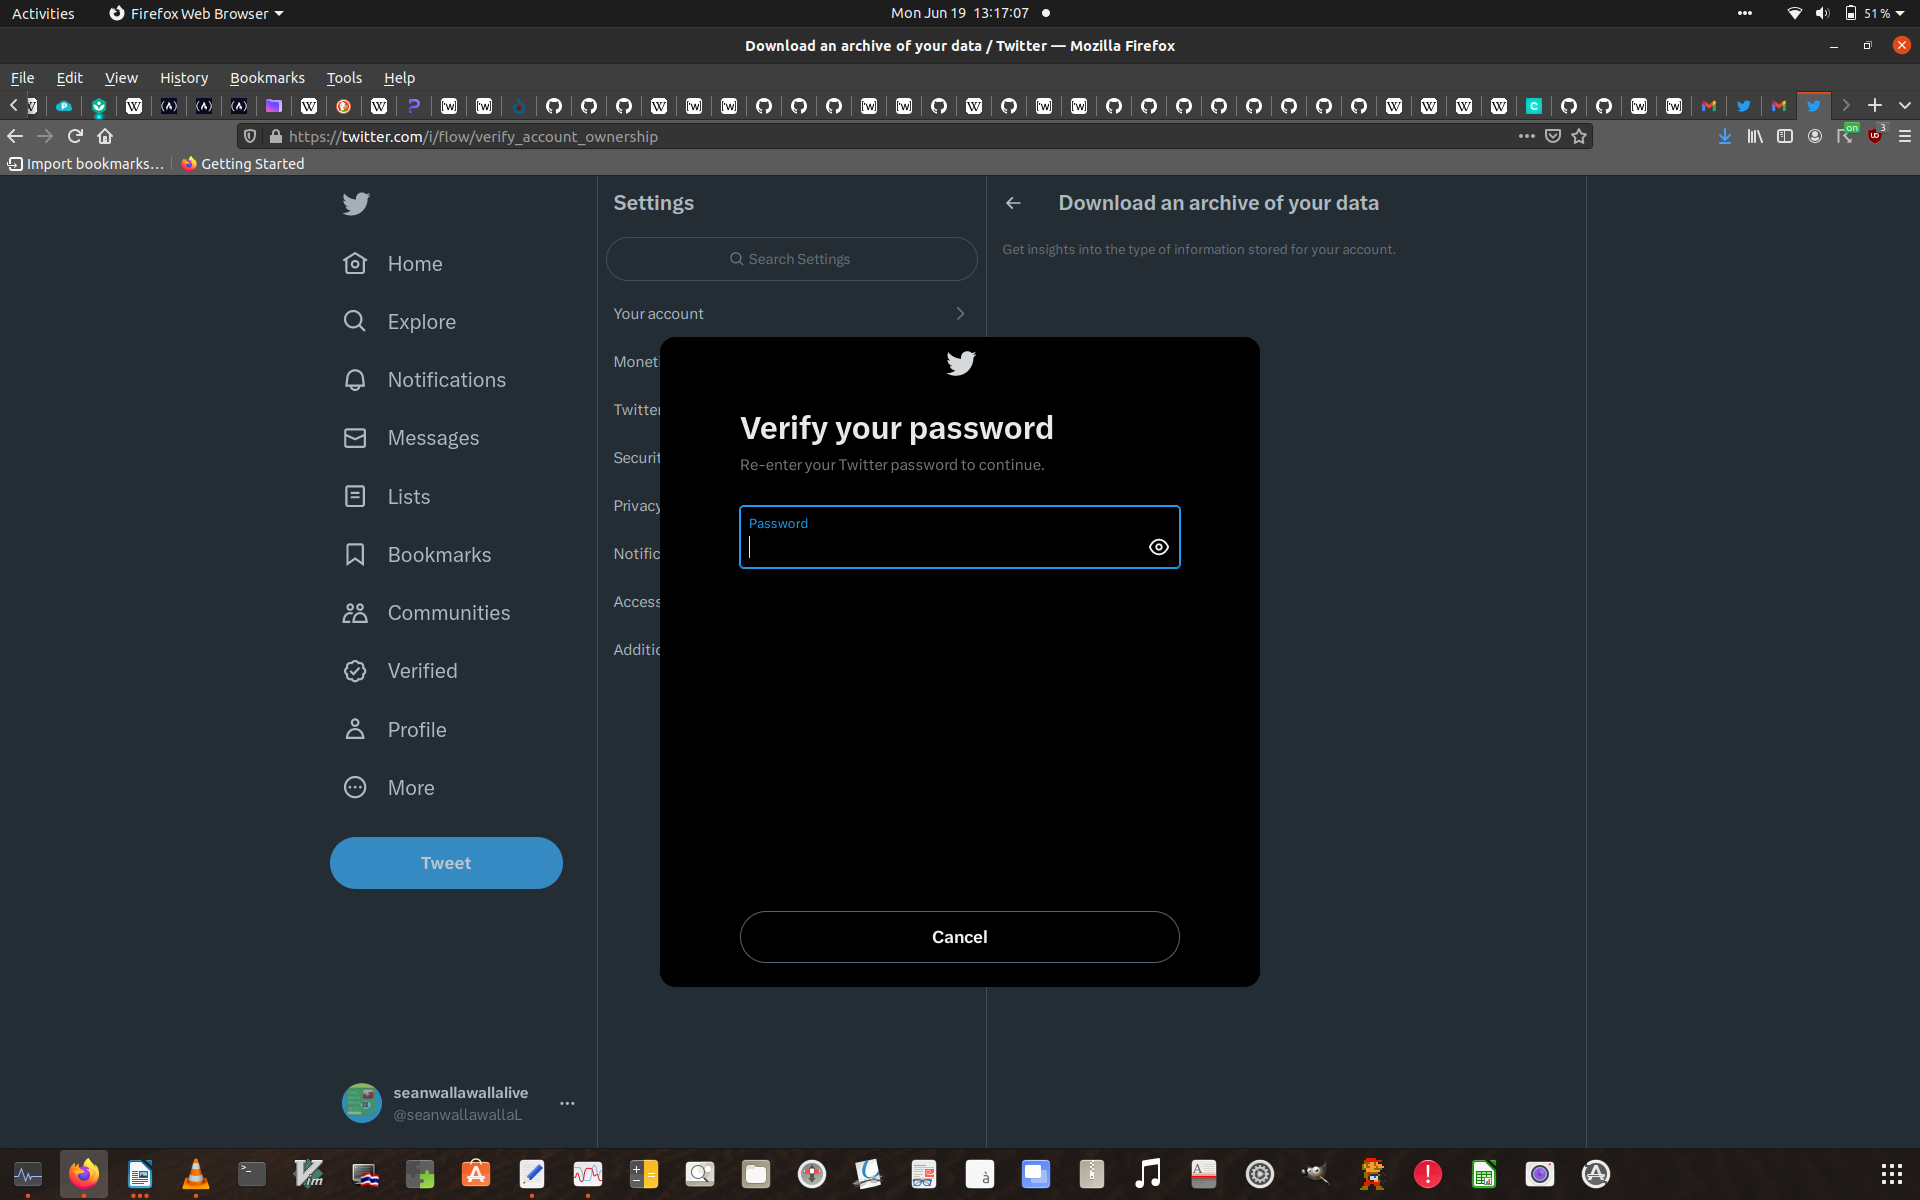 Activities
Firefox Web Browser
Mon Jun 19 13:17:07
51 %
Download an archive of your data / Twitter — Mozilla Firefox
File Edit View History Bookmarks Tools Help
https://twitter.com/i/flow/verify_account_ownership
on
3
Import bookmarks…
Getting Started
Home
Explore
Notifications
Messages
Lists
Bookmarks
Communities
Verified
Profile
More
Tweet
seanwallawallalive
@seanwallawallaL
Settings
Search Settings
Your account
Moneti
Twitter
Securit
Privacy
Notific
Access
Additio
Download an archive of your data
Get insights into the type of information stored for your account.
Verify your password
Re-enter your Twitter password to continue.
Password
Cancel